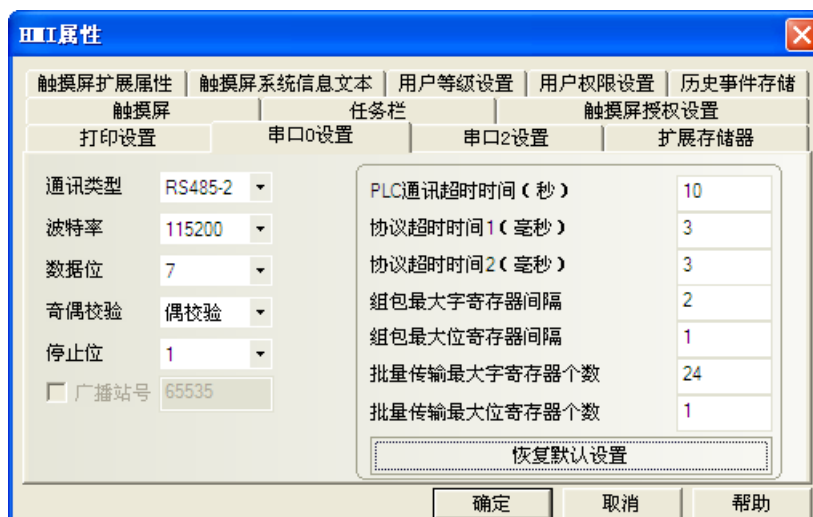 HMI属性
触摸屏扩展属性 触摸屏系统信息文本 用户等级设置 用户权限设置 历史事件存储
触摸屏 任务栏 触摸屏授权设置
打印设置 串口0设置 串口2设置 扩展存储器
通讯类型 RS485-2
波特率 115200
数据位 7
奇偶校验 偶校验
停止位 1
广播站号 65535
PLC通讯超时时间(秒) 10
协议超时时间1(毫秒) 3
协议超时时间2(毫秒) 3
组包最大字寄存器间隔 2
组包最大位寄存器间隔 1
批量传输最大字寄存器个数 24
批量传输最大位寄存器个数 1
恢复默认设置
确定 取消 帮助